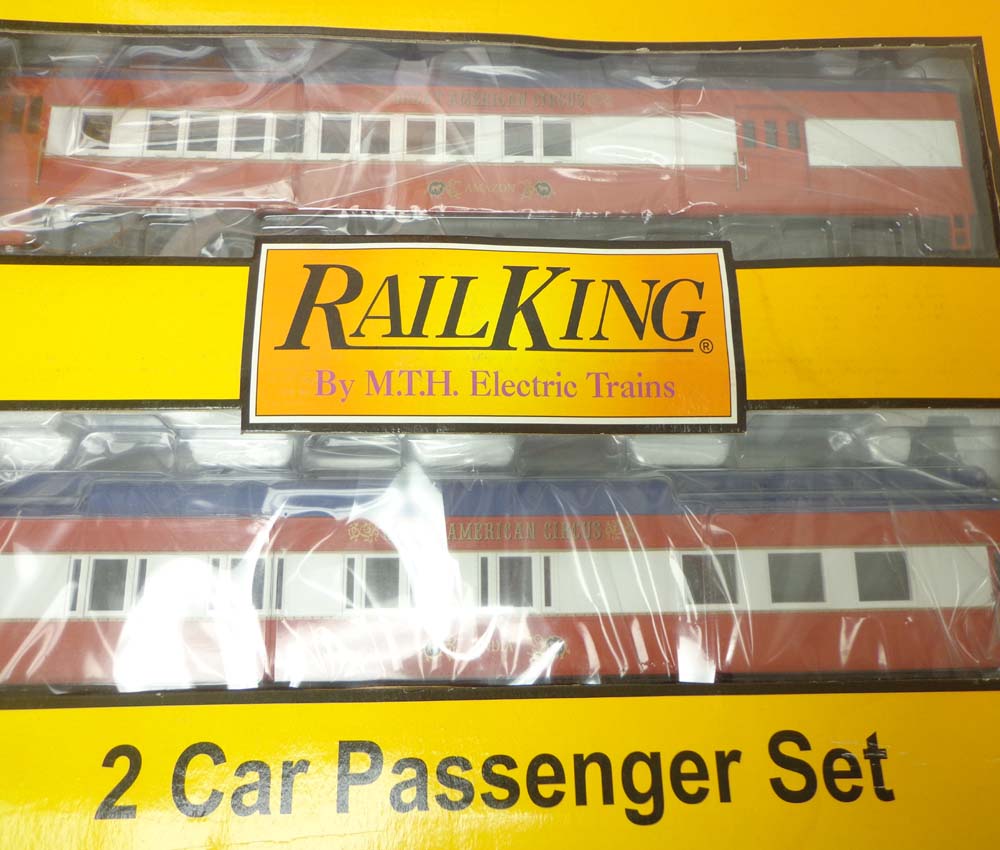 AMERICAN CIRCUS
AMAZON
RAILKING®
By M.T.H. Electric Trains
AMERICAN CIRCUS
2 Car Passenger Set